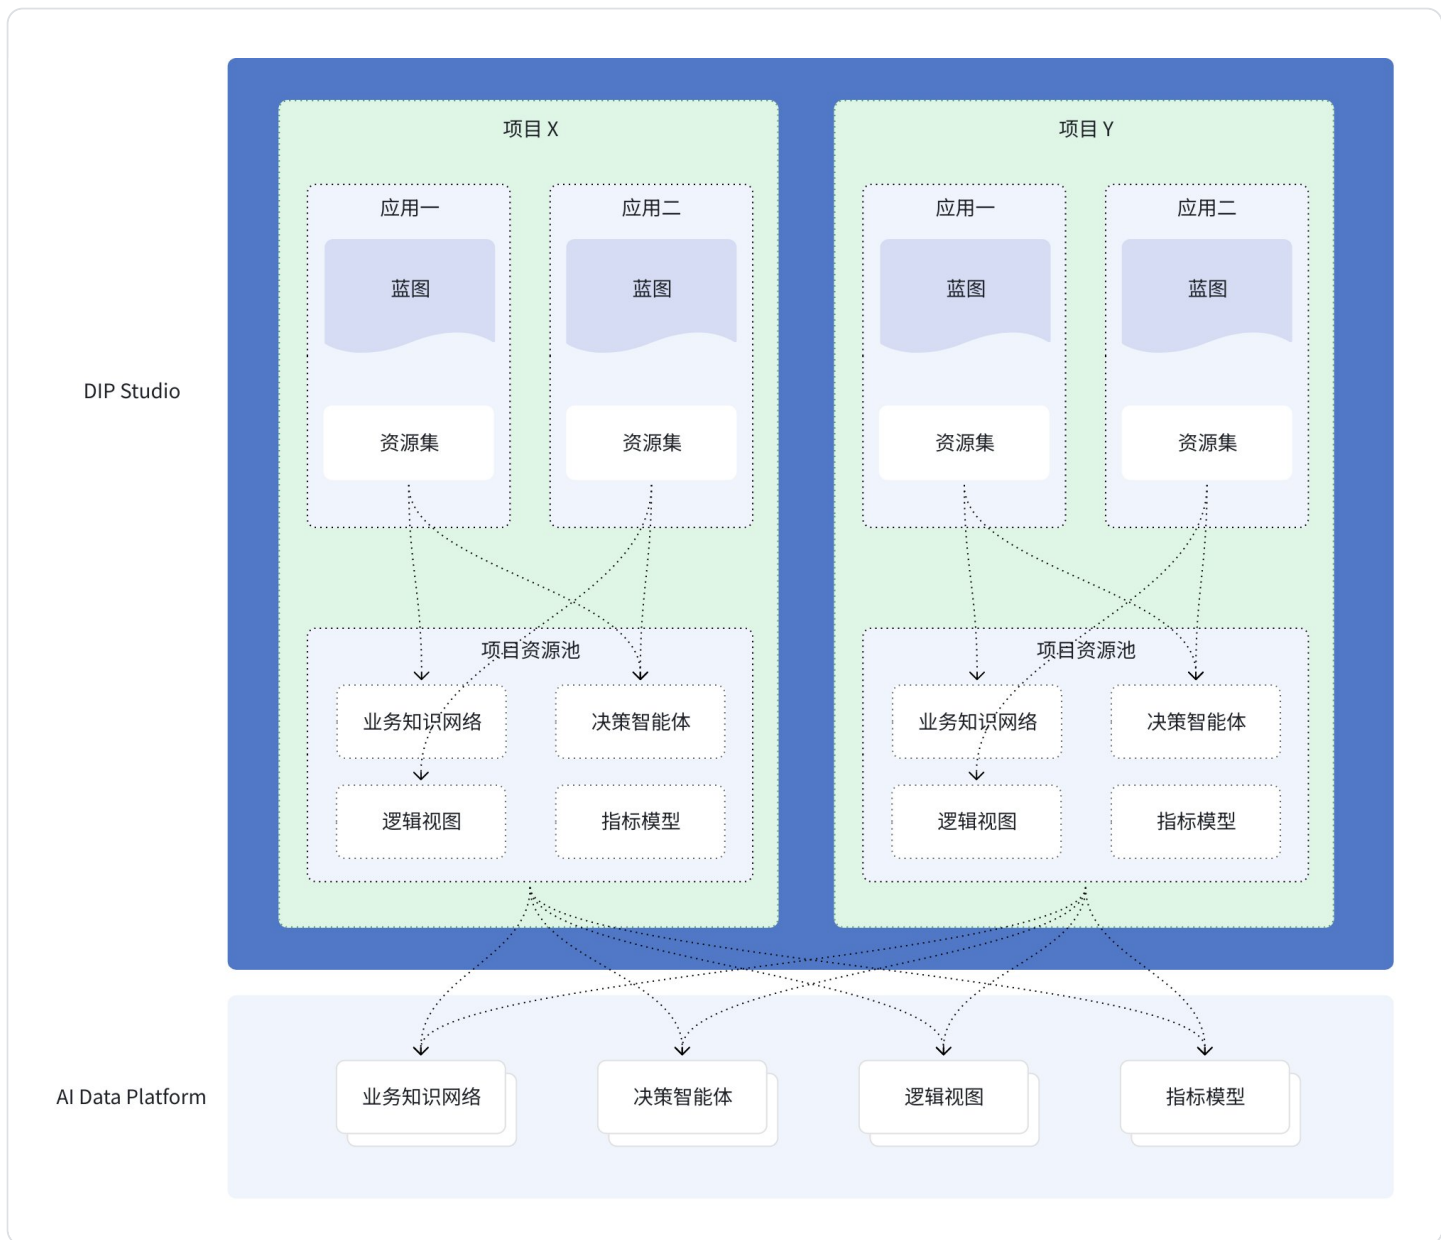 项目 X
项目 Y
应用一
应用二
应用一
应用二
蓝图
蓝图
蓝图
蓝图
DIP Studio
资源集
资源集
资源集
资源集
项目资源池
项目资源池
业务知识网络
决策智能体
业务知识网络
决策智能体
逻辑视图
指标模型
逻辑视图
指标模型
AI Data Platform
业务知识网络
决策智能体
逻辑视图
指标模型